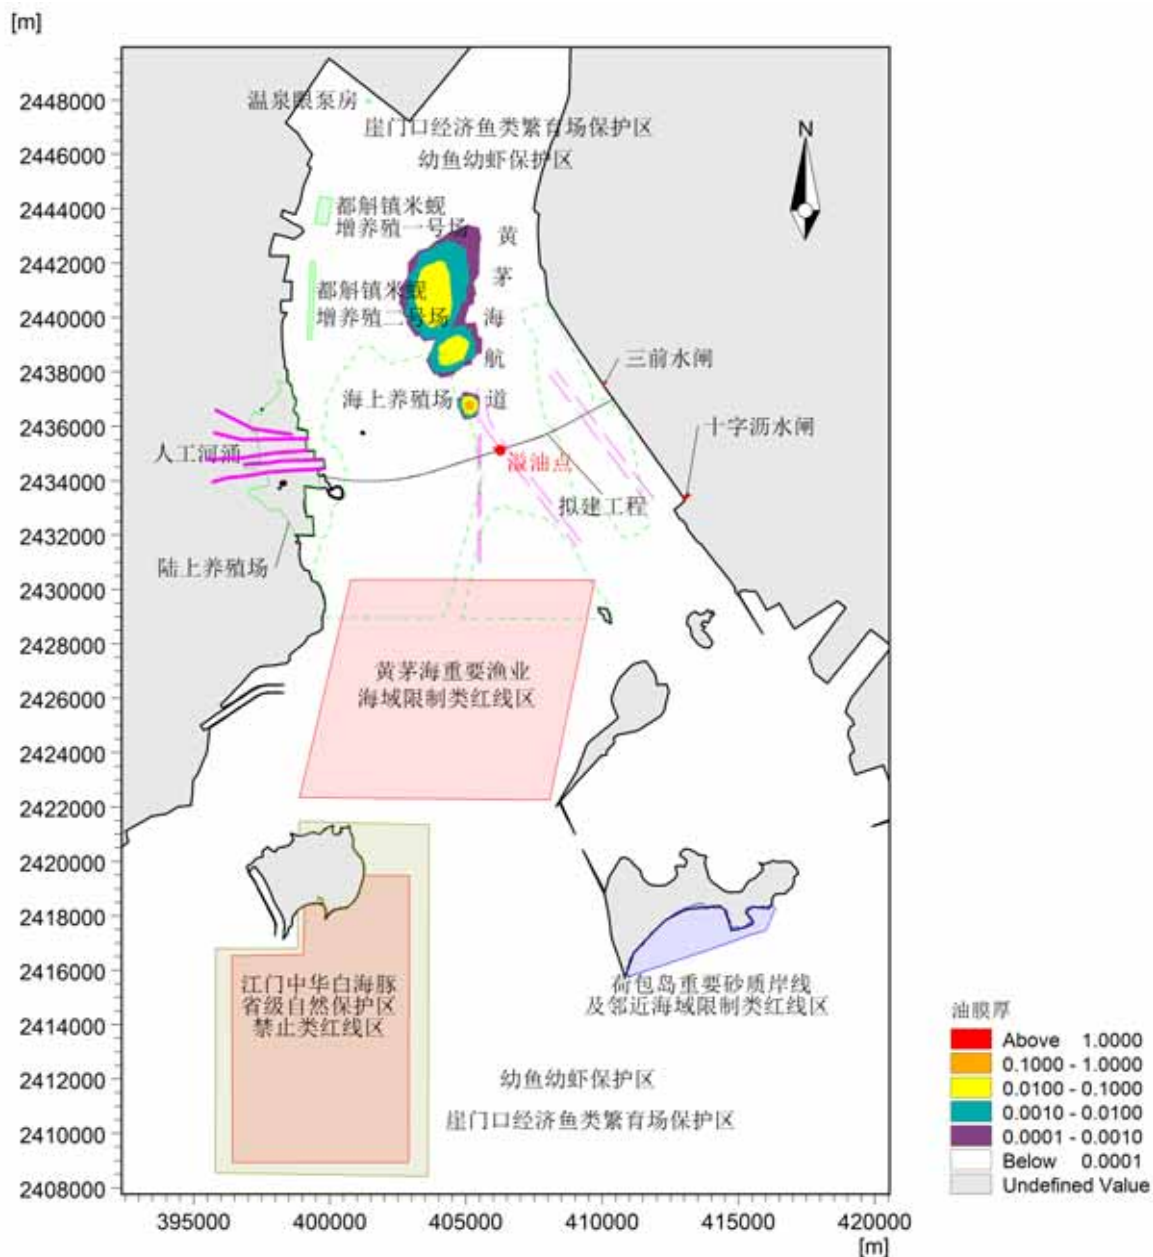 [m]
2448000
2446000
2444000
2442000
2440000
2438000
2436000
2434000
2432000
2430000
2428000
2426000
2424000
2422000
2420000
2418000
2416000
2414000
2412000
2410000
2408000
温泉眼泵房
崖门口经济鱼类繁育场保护区
幼鱼幼虾保护区
N
都斛镇米蚬
增养殖一号场
黄
茅
海
航
道
都斛镇米蚬
增养殖二号场
三前水闸
海上养殖场
十字沥水闸
人工河涌
溢油点
拟建工程
陆上养殖场
黄茅海重要渔业
海域限制类红线区
江门中华白海豚
省级自然保护区
禁止类红线区
荷包岛重要砂质岸线
及邻近海域限制类红线区
幼鱼幼虾保护区
崖门口经济鱼类繁育场保护区
395000
400000
405000
410000
415000
420000
[m]
油膜厚
Above 1.0000
0.1000 - 1.0000
0.0100 - 0.1000
0.0010 - 0.0100
0.0001 - 0.0010
Below 0.0001
Undefined Value